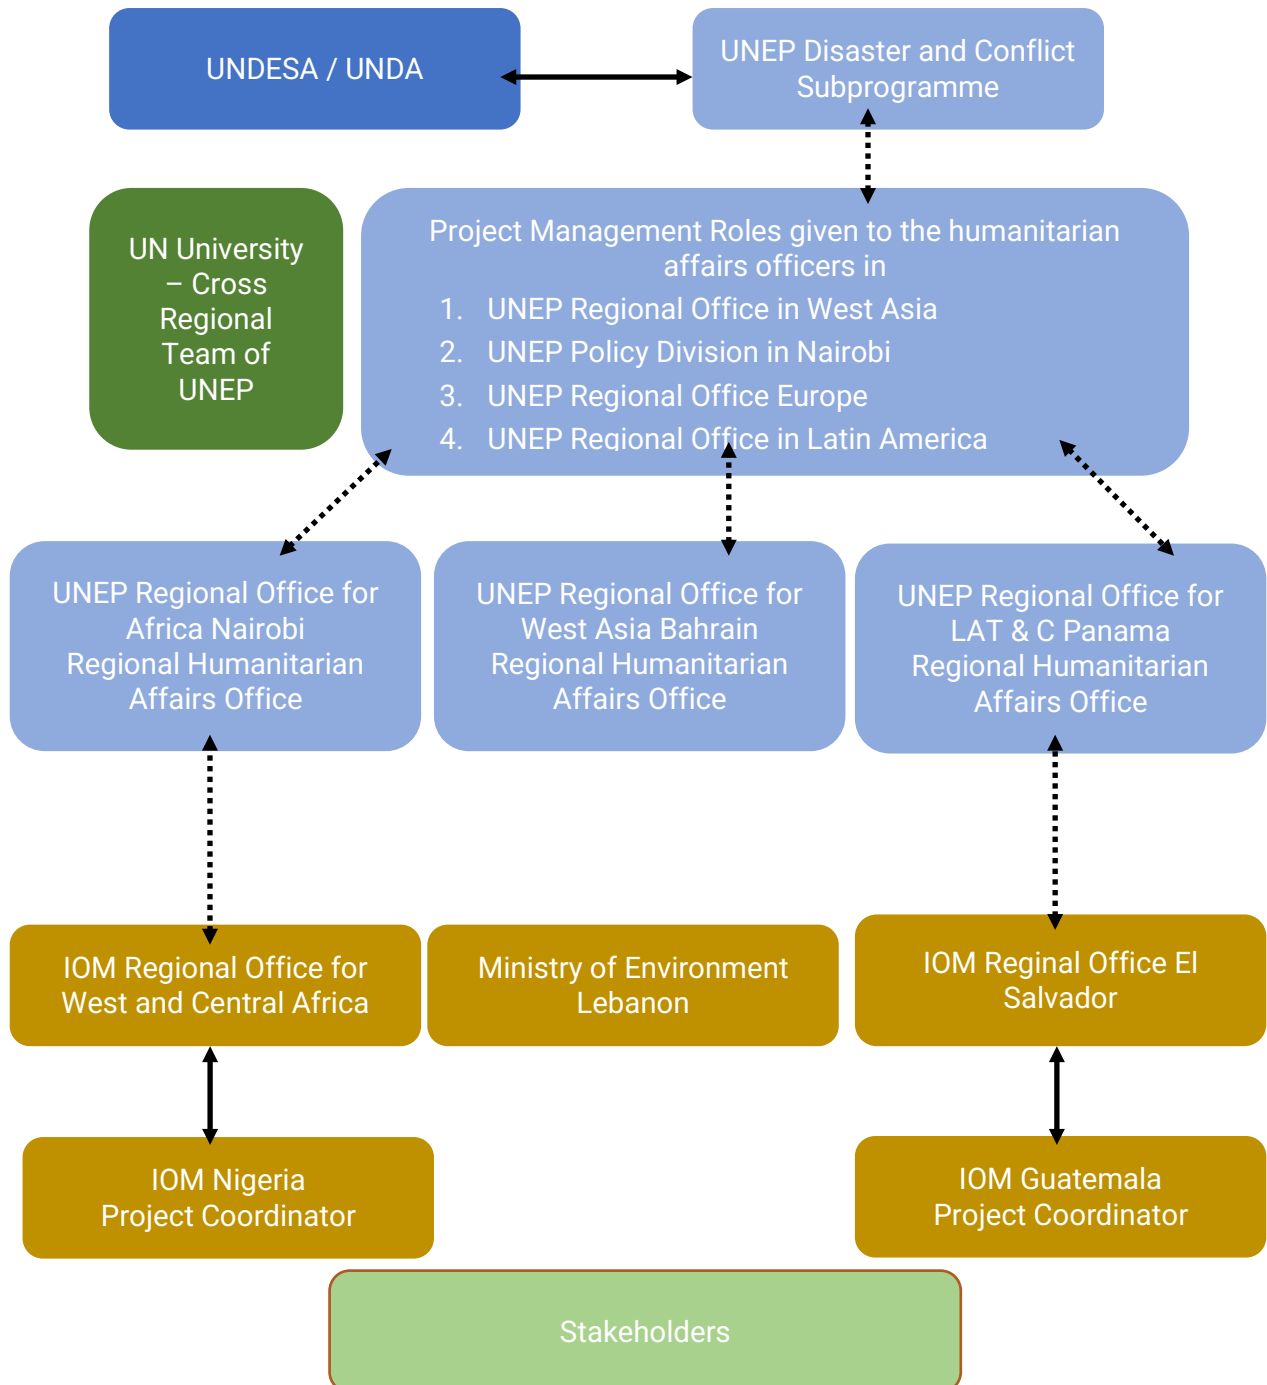 UNDESA / UNDA
UNEP Disaster and Conflict
Subprogramme
UN University
– Cross
Regional
Team of
UNEP
Project Management Roles given to the humanitarian
affairs officers in
1. UNEP Regional Office in West Asia
2. UNEP Policy Division in Nairobi
3. UNEP Regional Office Europe
4. UNEP Regional Office in Latin America
UNEP Regional Office for
Africa Nairobi
Regional Humanitarian
Affairs Office
UNEP Regional Office for
West Asia Bahrain
Regional Humanitarian
Affairs Office
UNEP Regional Office for
LAT & C Panama
Regional Humanitarian
Affairs Office
IOM Regional Office for
West and Central Africa
Ministry of Environment
Lebanon
IOM Reginal Office El
Salvador
IOM Nigeria
Project Coordinator
IOM Guatemala
Project Coordinator
Stakeholders